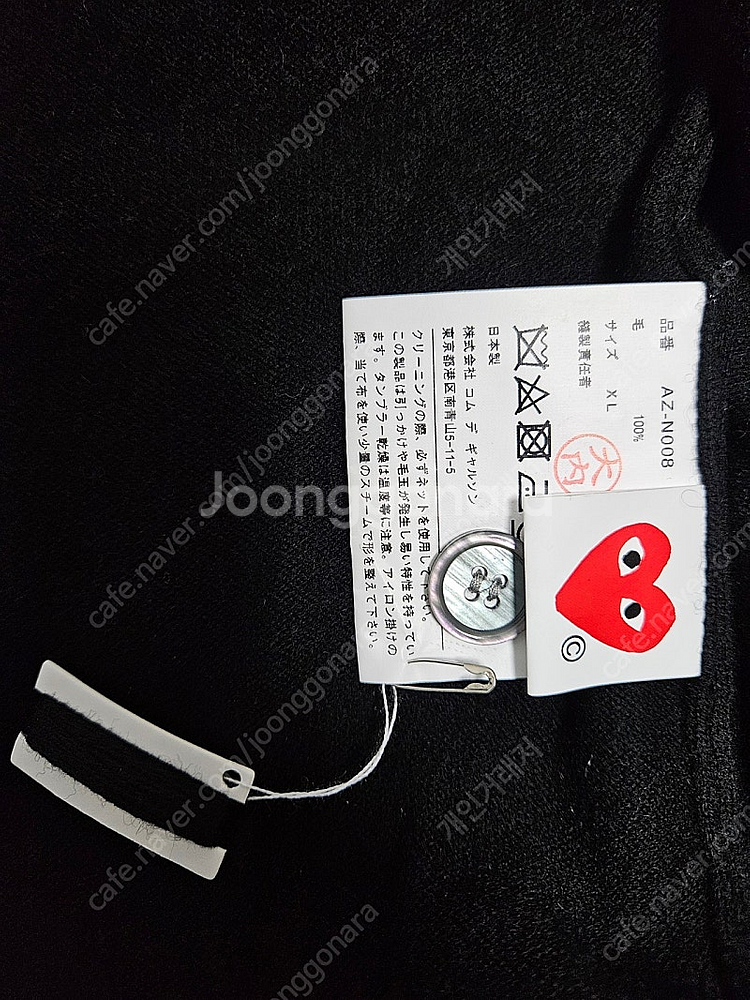 品番 AZ-N008
毛 100%
サイズ XL
縫製責任者
大内
日本製
株式会社 コム デ ギャルソン
東京都港区南青山5-11-5
クリーニングの際、必ずネットを使用して下さい。
この製品は引っかけや毛玉が発生し易い特性を持ってい
ます。タンブラー乾燥は温度等に注意。アイロン掛けの
際、当て布を使い少量のスチームで形を整えて下さい。
©
Joonggonara
cafe.naver.com/joonggonara
개인거래저